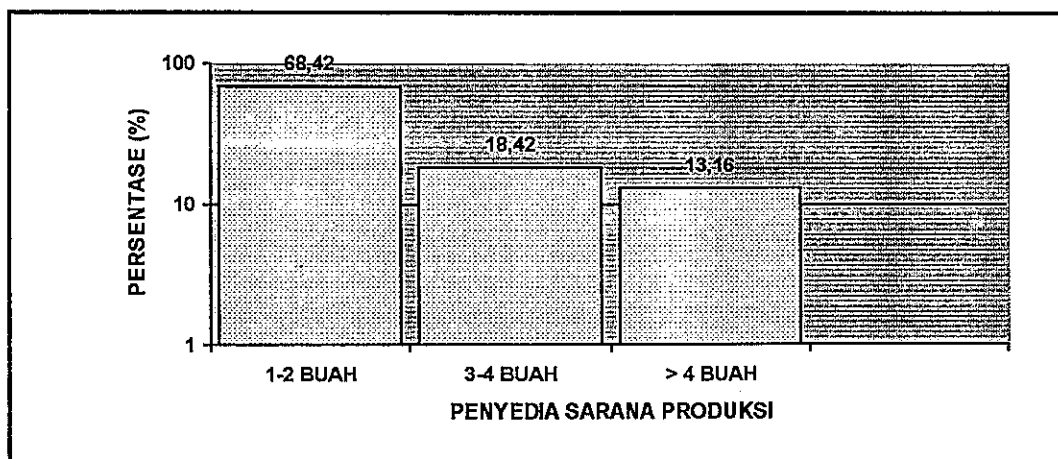 100
68,42
18,42
13,16
10
1
PERSENTASE (%)
1-2 BUAH
3-4 BUAH
> 4 BUAH
PENYEDIA SARANA PRODUKSI